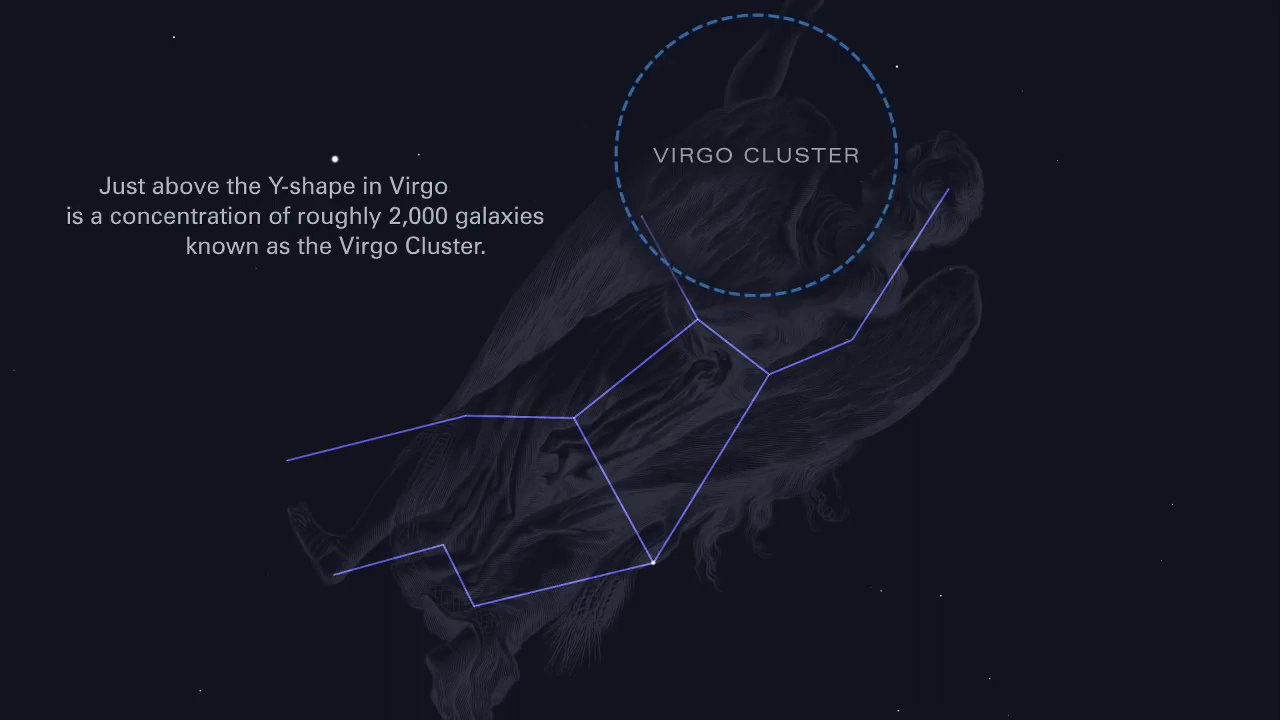 VIRGO CLUSTER
Just above the Y-shape in Virgo
is a concentration of roughly 2,000 galaxies
known as the Virgo Cluster.